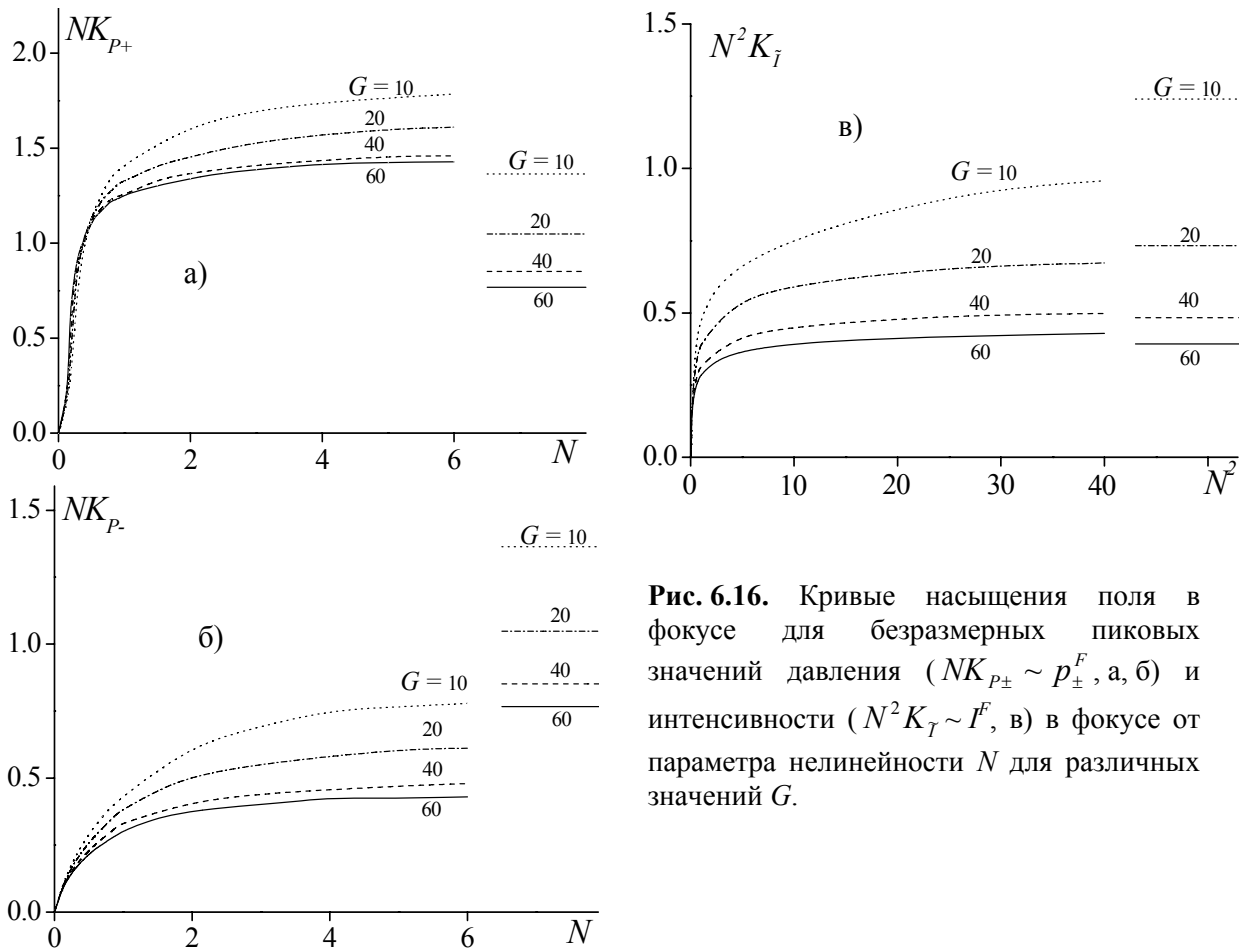 NK_{P+}
2.0
1.5
1.0
0.5
0.0
0 2 4 6 N
G = 10
20
40
60
а)
G = 10
20
40
60
N²K_Ĩ
1.5
1.0
0.5
0.0
0 10 20 30 40 N²
в)
G = 10
20
40
60
G = 10
20
40
60
NK_{P-}
1.5
1.0
0.5
0.0
0 2 4 6 N
б)
G = 10
20
40
60
G = 10
20
40
60
Рис. 6.16. Кривые насыщения поля в
фокусе для безразмерных пиковых
значений давления (NK_{P±} ~ p_±^F, а, б) и
интенсивности (N²K_Ĩ ~ I^F, в) в фокусе от
параметра нелинейности N для различных
значений G.